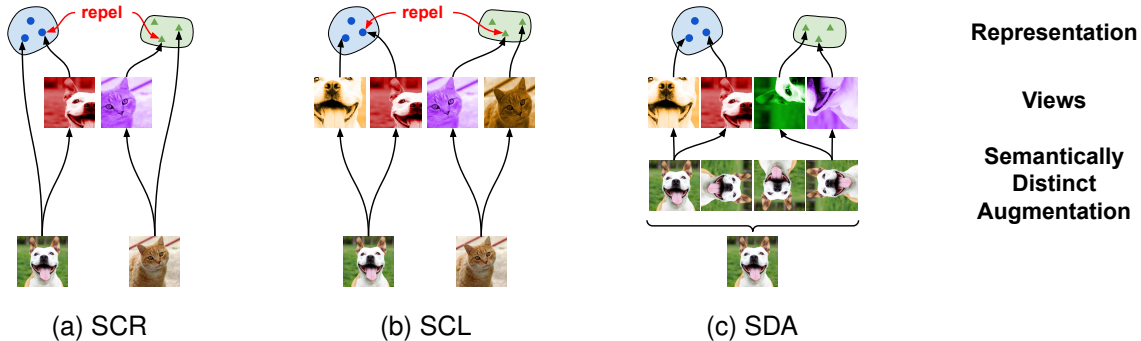 repel
repel
Representation
Views
Semantically
Distinct
Augmentation
(a) SCR
(b) SCL
(c) SDA